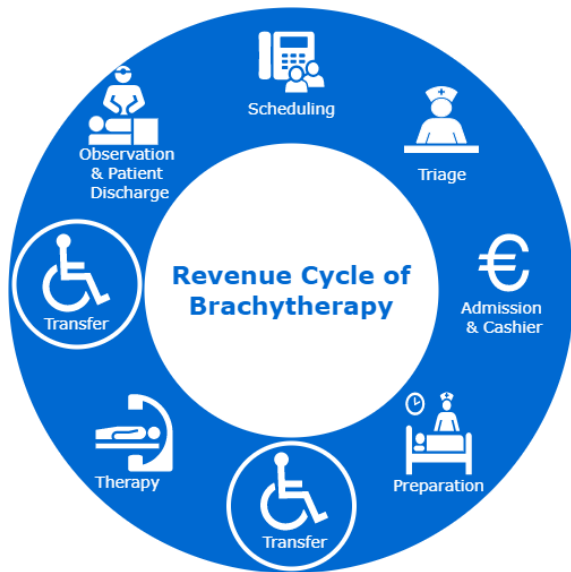 Scheduling
Triage
€
Admission
& Cashier
Preparation
Transfer
Therapy
Transfer
Observation
& Patient
Discharge
Revenue Cycle of
Brachytherapy